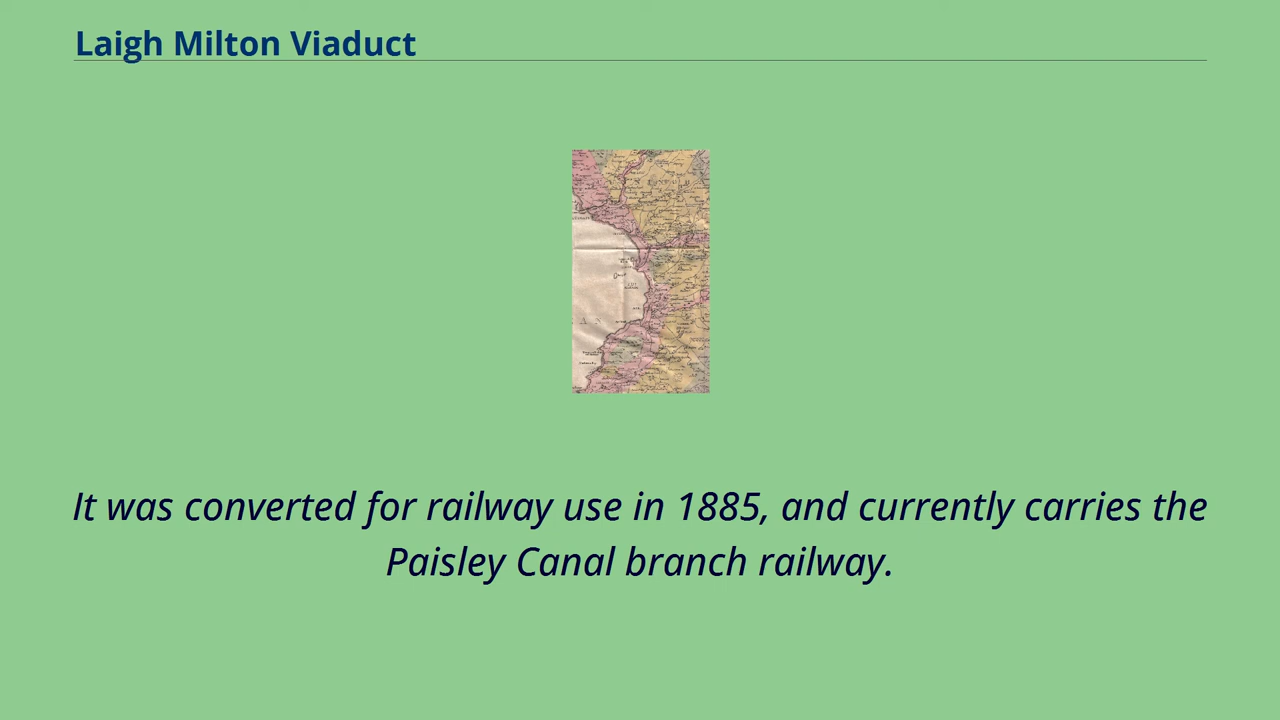 Laigh Milton Viaduct
It was converted for railway use in 1885, and currently carries the
Paisley Canal branch railway.